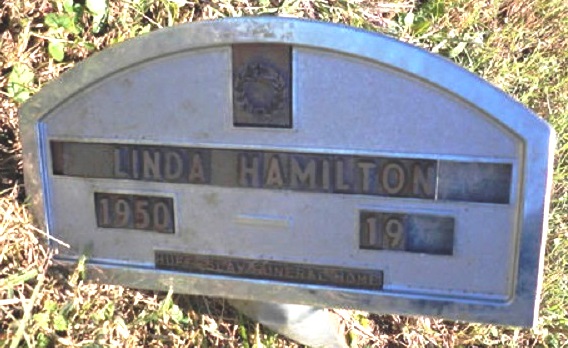 LINDA HAMILTON
1950 — 19
FUNERAL HOME